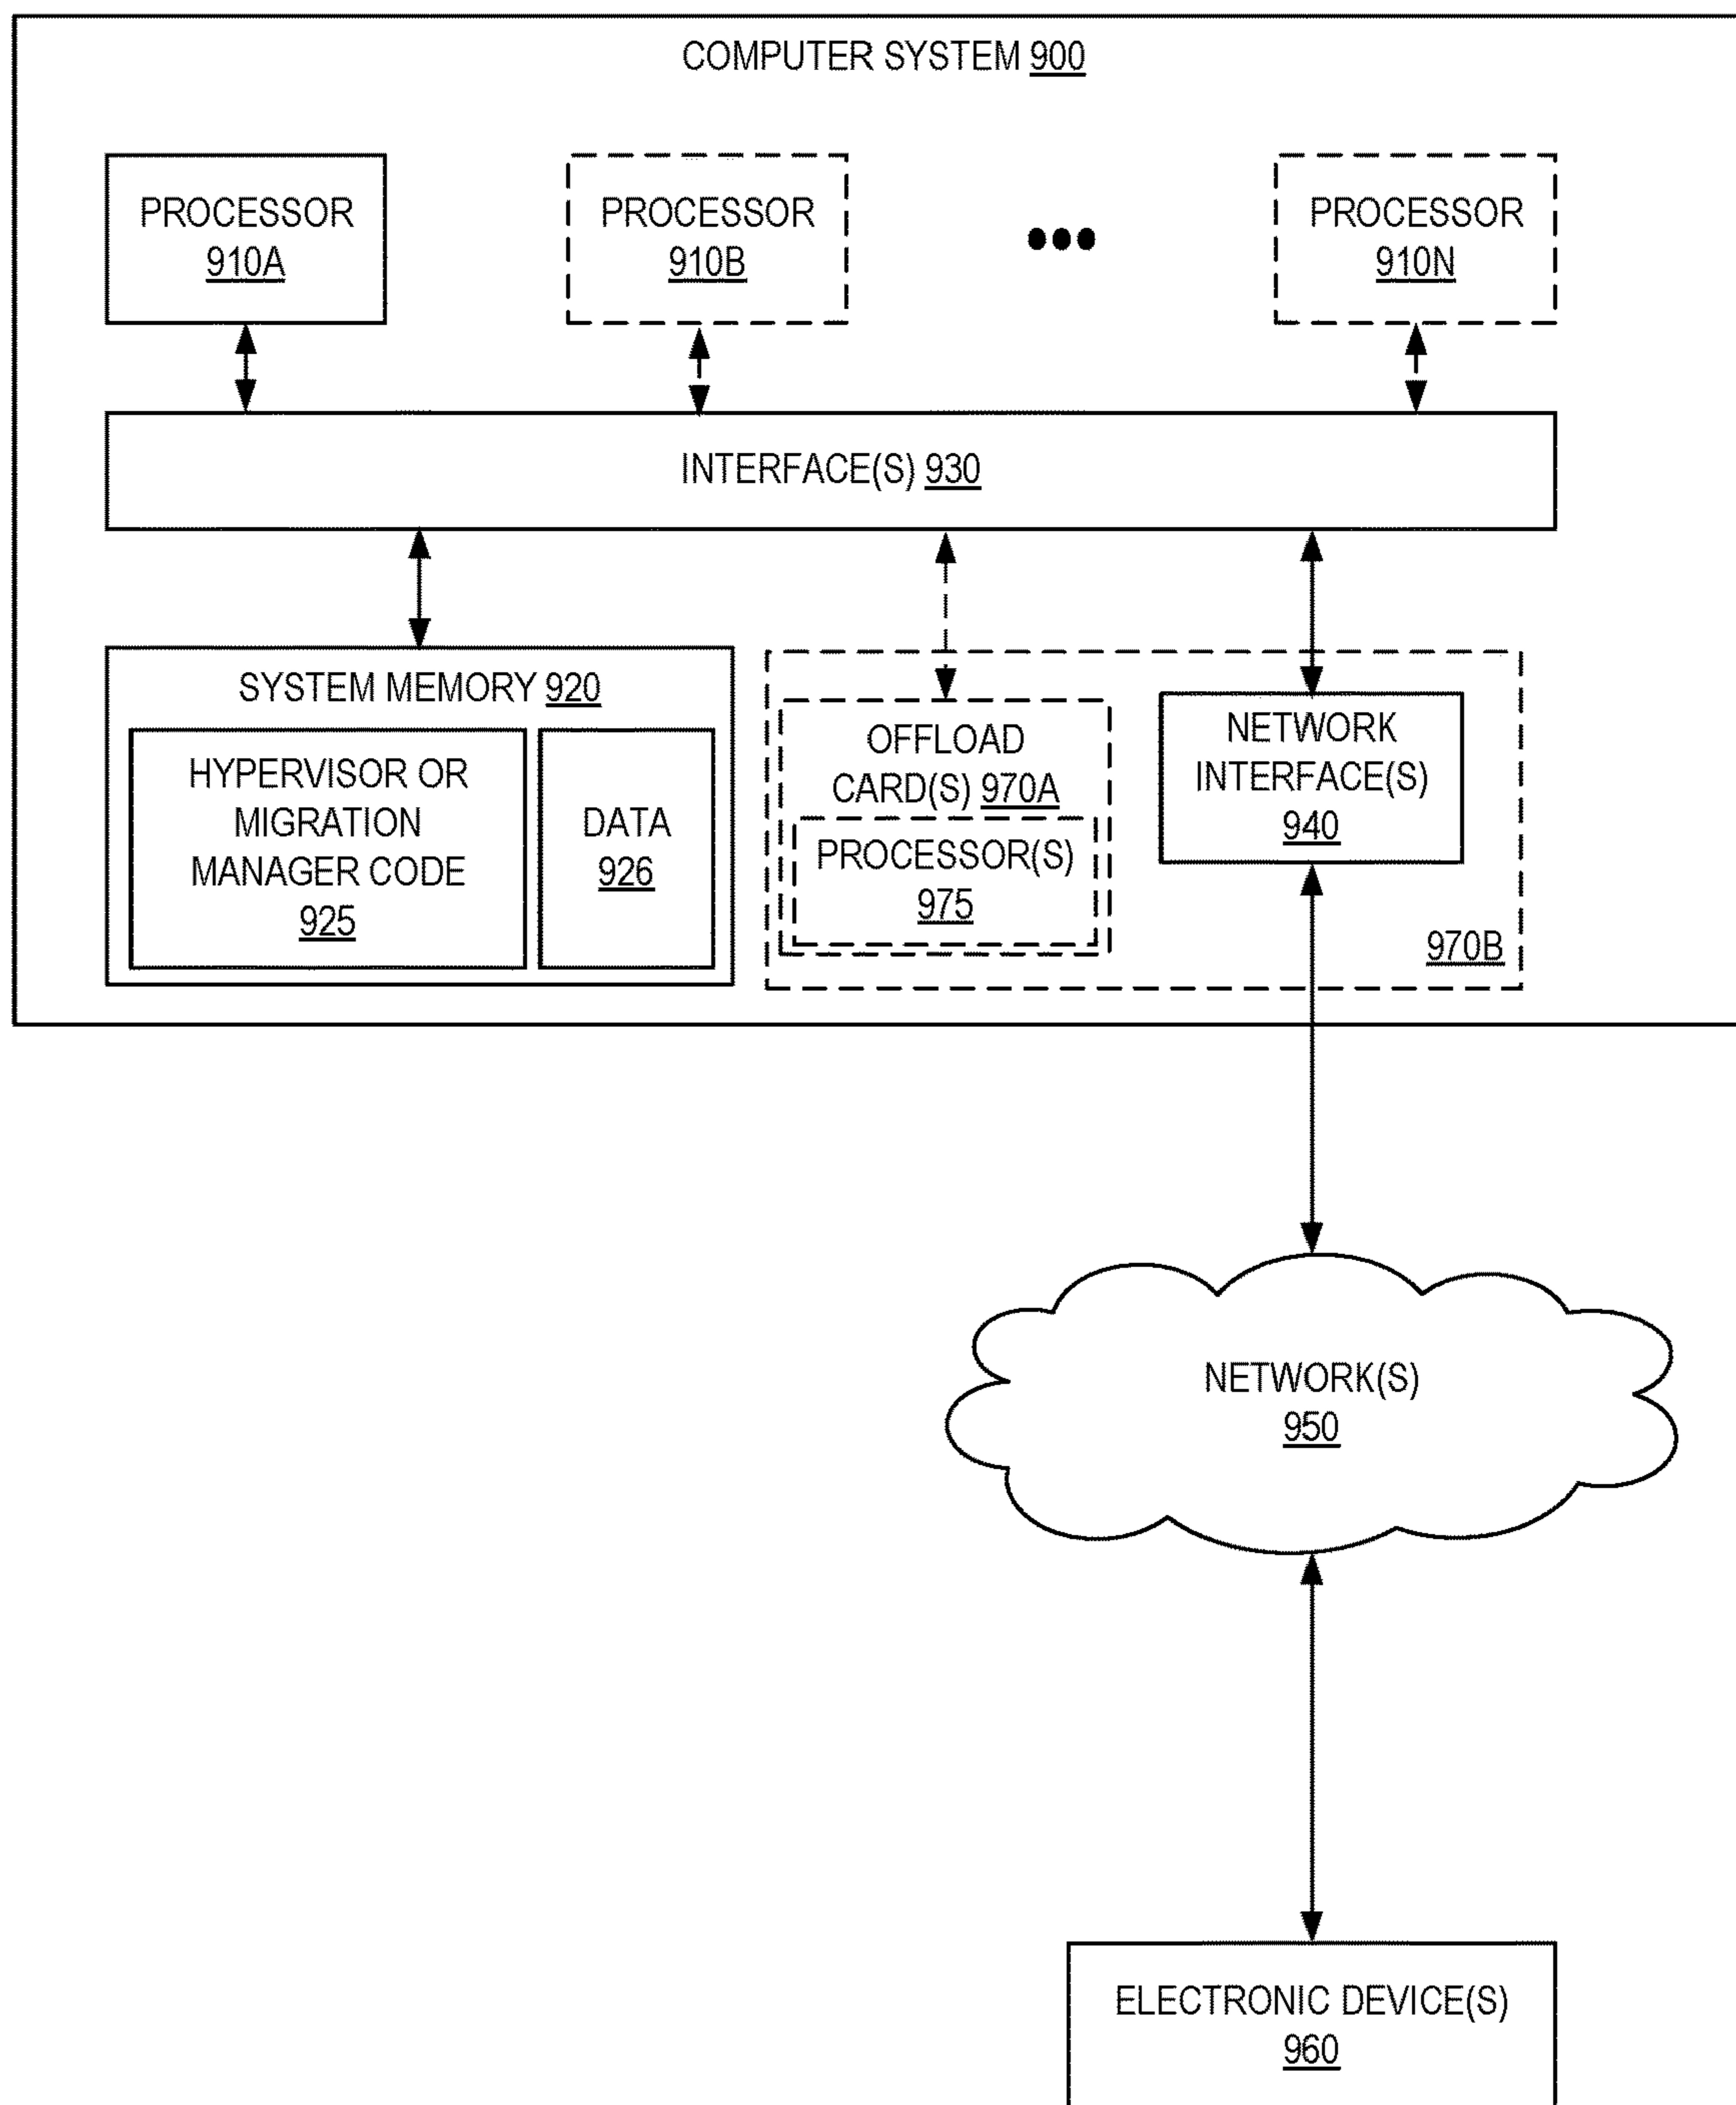 COMPUTER SYSTEM 900
PROCESSOR
910A
PROCESSOR
910B
PROCESSOR
910N
INTERFACE(S) 930
SYSTEM MEMORY 920
HYPERVISOR OR
MIGRATION
MANAGER CODE
925
DATA
926
OFFLOAD
CARD(S) 970A
PROCESSOR(S)
975
NETWORK
INTERFACE(S)
940
970B
NETWORK(S)
950
ELECTRONIC DEVICE(S)
960